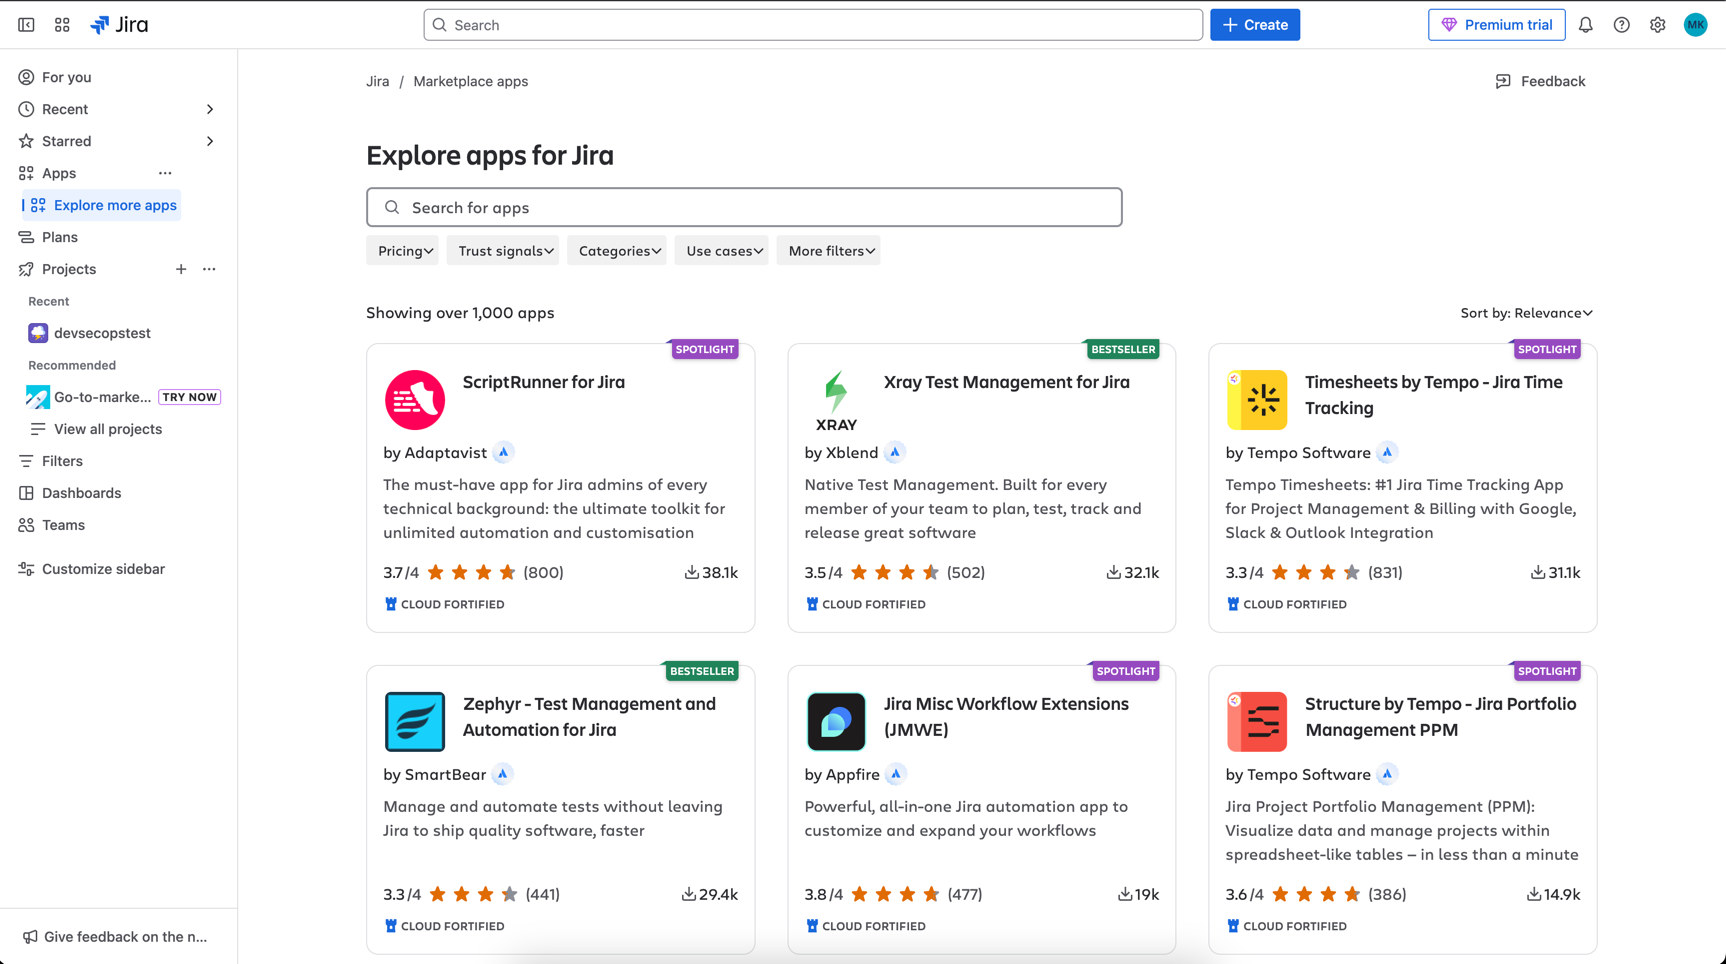 Jira
Search
Create
Premium trial
MK
For you
Recent
Starred
Apps
Explore more apps
Plans
Projects
Recent
devsecopstest
Recommended
Go-to-marke... TRY NOW
View all projects
Filters
Dashboards
Teams
Customize sidebar
Give feedback on the n...
Jira / Marketplace apps
Feedback
Explore apps for Jira
Search for apps
Pricing
Trust signals
Categories
Use cases
More filters
Showing over 1,000 apps
Sort by: Relevance
SPOTLIGHT
ScriptRunner for Jira
by Adaptavist
The must-have app for Jira admins of every
technical background: the ultimate toolkit for
unlimited automation and customisation
3.7/4 (800) 38.1k
CLOUD FORTIFIED
BESTSELLER
XRAY
Xray Test Management for Jira
by Xblend
Native Test Management. Built for every
member of your team to plan, test, track and
release great software
3.5/4 (502) 32.1k
CLOUD FORTIFIED
SPOTLIGHT
Timesheets by Tempo - Jira Time
Tracking
by Tempo Software
Tempo Timesheets: #1 Jira Time Tracking App
for Project Management & Billing with Google,
Slack & Outlook Integration
3.3/4 (831) 31.1k
CLOUD FORTIFIED
BESTSELLER
Zephyr - Test Management and
Automation for Jira
by SmartBear
Manage and automate tests without leaving
Jira to ship quality software, faster
3.3/4 (441) 29.4k
CLOUD FORTIFIED
SPOTLIGHT
Jira Misc Workflow Extensions
(JMWE)
by Appfire
Powerful, all-in-one Jira automation app to
customize and expand your workflows
3.8/4 (477) 19k
CLOUD FORTIFIED
SPOTLIGHT
Structure by Tempo - Jira Portfolio
Management PPM
by Tempo Software
Jira Project Portfolio Management (PPM):
Visualize data and manage projects within
spreadsheet-like tables – in less than a minute
3.6/4 (386) 14.9k
CLOUD FORTIFIED